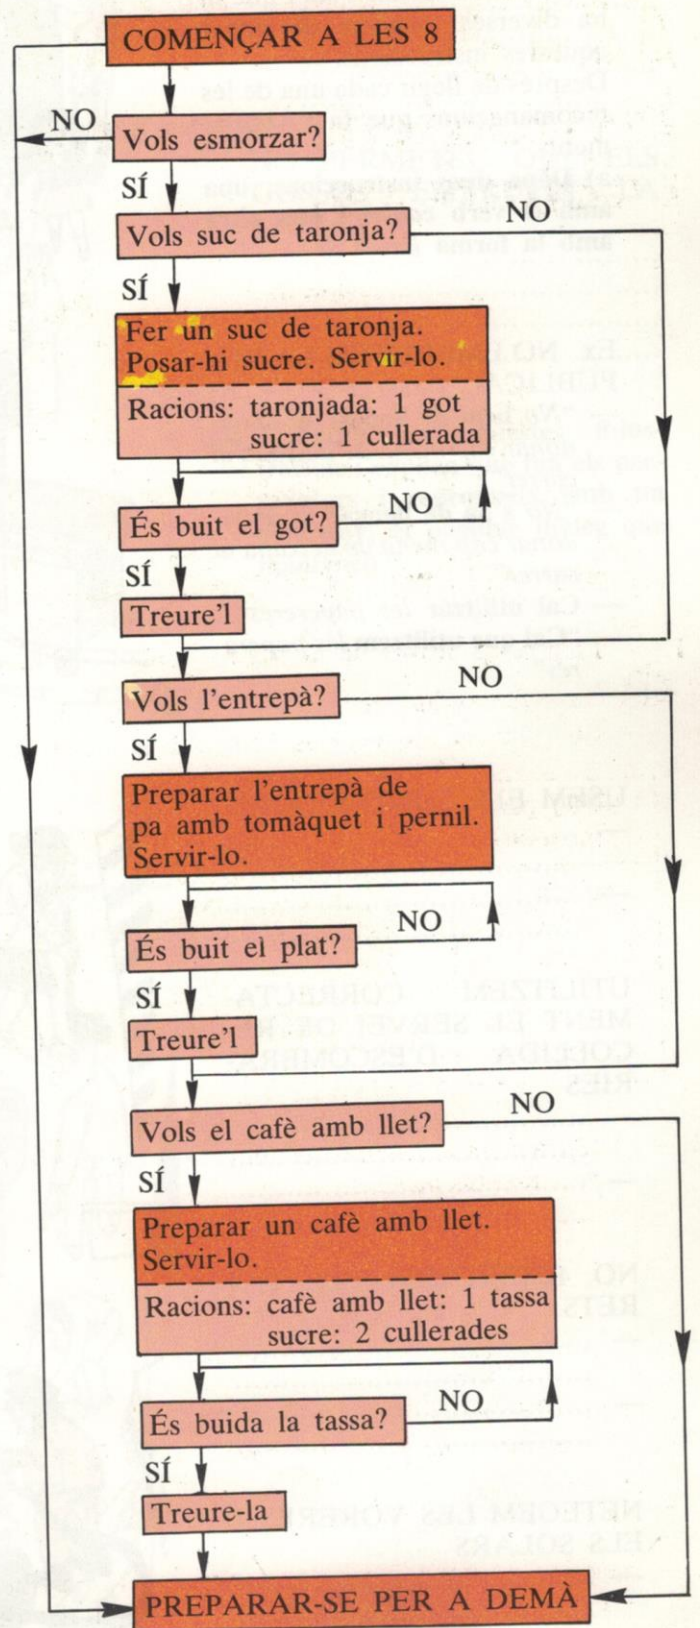 COMENÇAR A LES 8
NO
Vols esmorzar?
SÍ
NO
Vols suc de taronja?
SÍ
Fer un suc de taronja.
Posar-hi sucre. Servir-lo.
Racions: taronjada: 1 got
sucre: 1 cullerada
NO
És buit el got?
SÍ
Treure'l
NO
Vols l'entrepà?
SÍ
Preparar l'entrepà de
pa amb tomàquet i pernil.
Servir-lo.
NO
És buit el plat?
SÍ
Treure'l
NO
Vols el cafè amb llet?
SÍ
Preparar un cafè amb llet.
Servir-lo.
Racions: cafè amb llet: 1 tassa
sucre: 2 cullerades
NO
És buida la tassa?
SÍ
Treure-la
PREPARAR-SE PER A DEMÀ